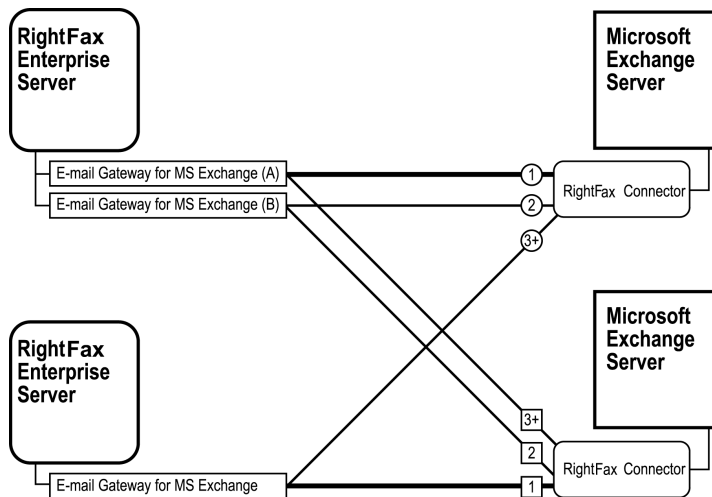 RightFax
Enterprise
Server
Microsoft
Exchange
Server
E-mail Gateway for MS Exchange (A)
1
RightFax Connector
E-mail Gateway for MS Exchange (B)
2
3+
RightFax
Enterprise
Server
Microsoft
Exchange
Server
3+
2
RightFax Connector
E-mail Gateway for MS Exchange
1